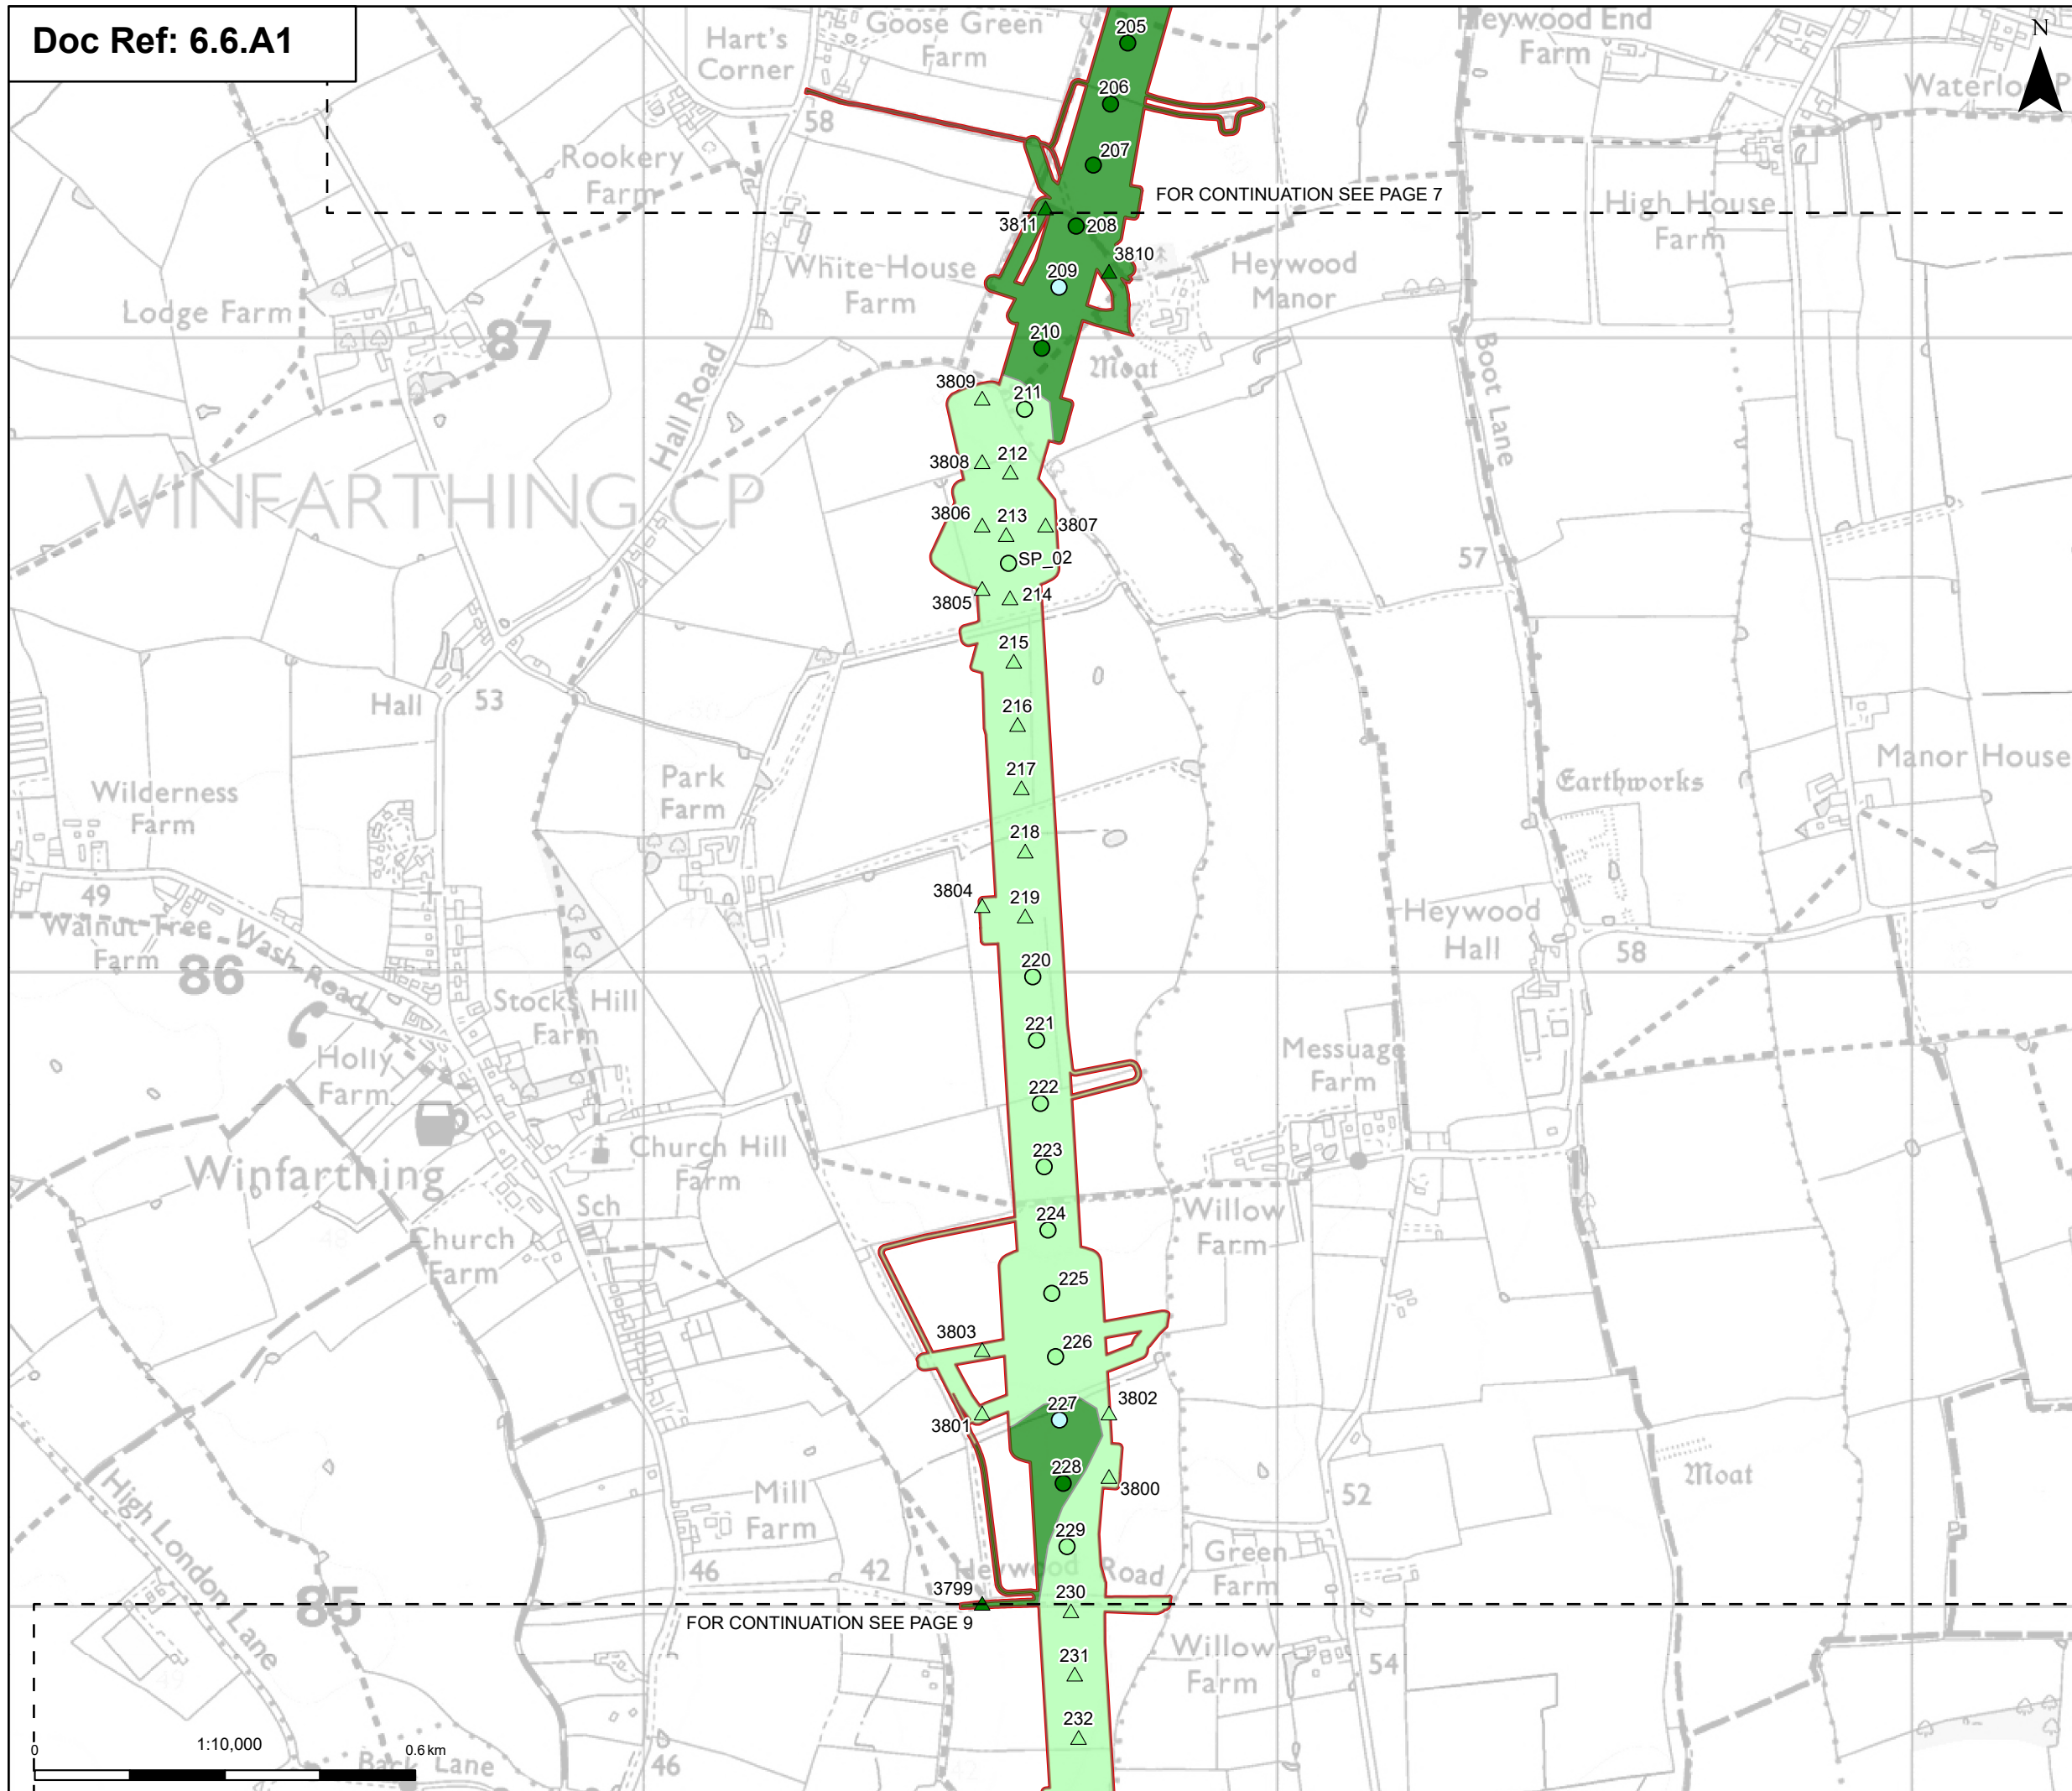 Doc Ref: 6.6.A1
N
Hart's
Corner
Goose Green
Farm
Heywood End
Farm
205
206
207
58
Rookery
Farm
FOR CONTINUATION SEE PAGE 7
High House
Farm
3811
208
3810
White House
Farm
209
Heywood
Manor
Lodge Farm
87
210
Moat
Boot Lane
Hall Road
3809
211
3808
212
WINFARTHING CP
3806
213
3807
SP_02
57
3805
214
215
Hall
53
216
217
Park
Farm
Manor House
Earthworks
Wilderness
Farm
218
49
3804
219
Heywood
Hall
58
Walnut Tree
Farm
Wash Road
86
220
Stocks Hill
Farm
221
Holly
Farm
Messuage
Farm
222
Winfarthing
Church Hill
Farm
223
Sch
224
Willow
Farm
Church
Farm
225
3803
226
3801
227
3802
228
3800
Moat
52
High London Lane
Mill
Farm
229
Green
Farm
Heywood Road
46
42
3799
230
85
FOR CONTINUATION SEE PAGE 9
Willow
Farm
54
231
232
0
1:10,000
0.6 km
Back Lane
46